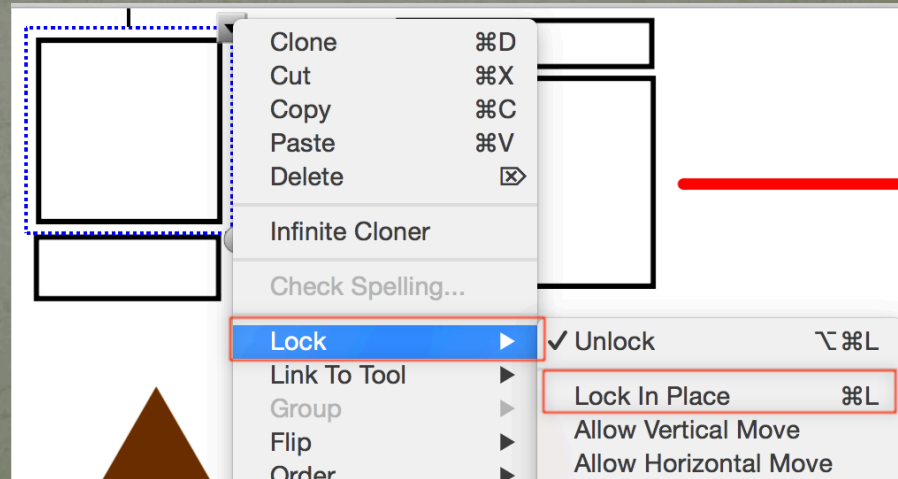 Clone ⌘D
Cut ⌘X
Copy ⌘C
Paste ⌘V
Delete ⌦
Infinite Cloner
Check Spelling...
Lock ▶
✓ Unlock ⌥⌘L
Link To Tool ▶
Lock In Place ⌘L
Group ▶
Allow Vertical Move
Flip ▶
Allow Horizontal Move
Order ▶